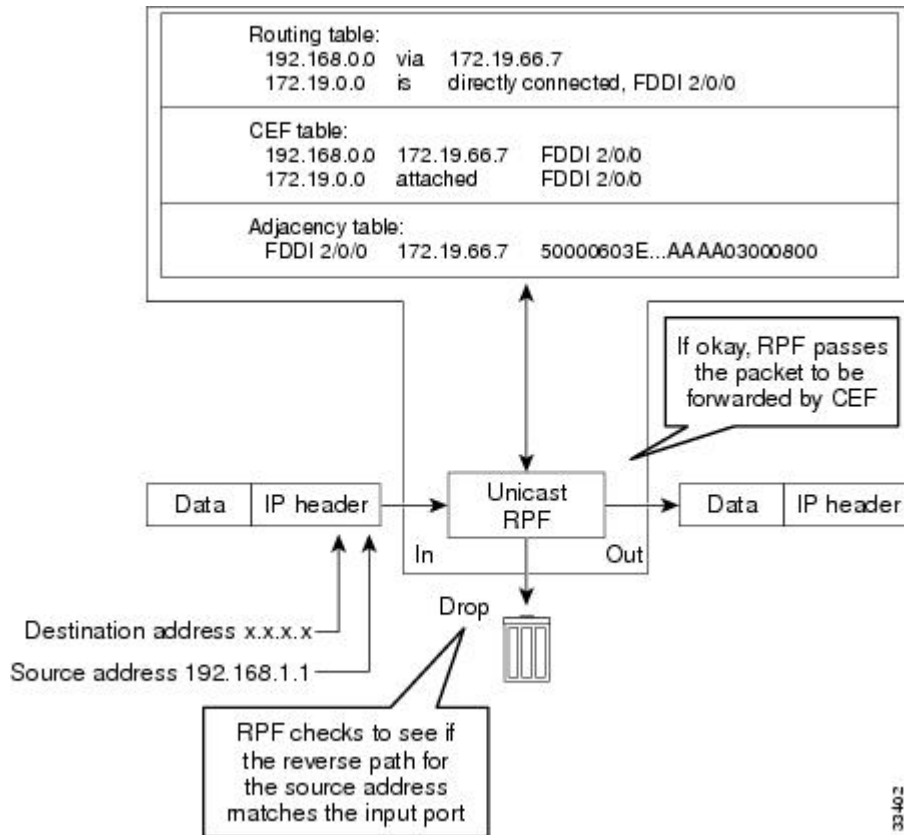 Routing table:
192.168.0.0 via 172.19.66.7
172.19.0.0 is directly connected, FDDI 2/0/0
CEF table:
192.168.0.0 172.19.66.7 FDDI 2/0/0
172.19.0.0 attached FDDI 2/0/0
Adjacency table:
FDDI 2/0/0 172.19.66.7 50000603E...AAAA03000800
If okay, RPF passes
the packet to be
forwarded by CEF
Data IP header
Unicast
RPF
Data IP header
In Out
Drop
Destination address x.x.x.x
Source address 192.168.1.1
RPF checks to see if
the reverse path for
the source address
matches the input port
33402